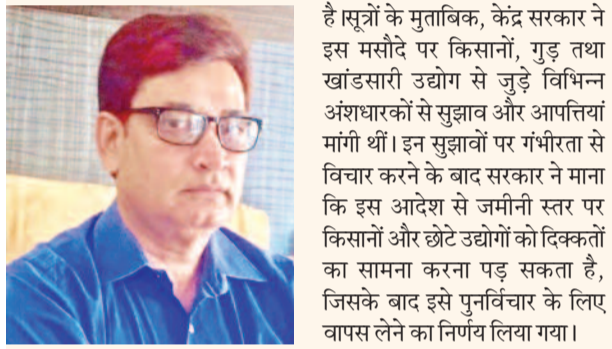 है।सूत्रों के मुताबिक, केंद्र सरकार ने
इस मसौदे पर किसानों, गुड़ तथा
खांडसारी उद्योग से जुड़े विभिन्न
अंशधारकों से सुझाव और आपत्तियां
मांगी थीं। इन सुझावों पर गंभीरता से
विचार करने के बाद सरकार ने माना
कि इस आदेश से जमीनी स्तर पर
किसानों और छोटे उद्योगों को दिक्कतों
का सामना करना पड़ सकता है,
जिसके बाद इसे पुनर्विचार के लिए
वापस लेने का निर्णय लिया गया।